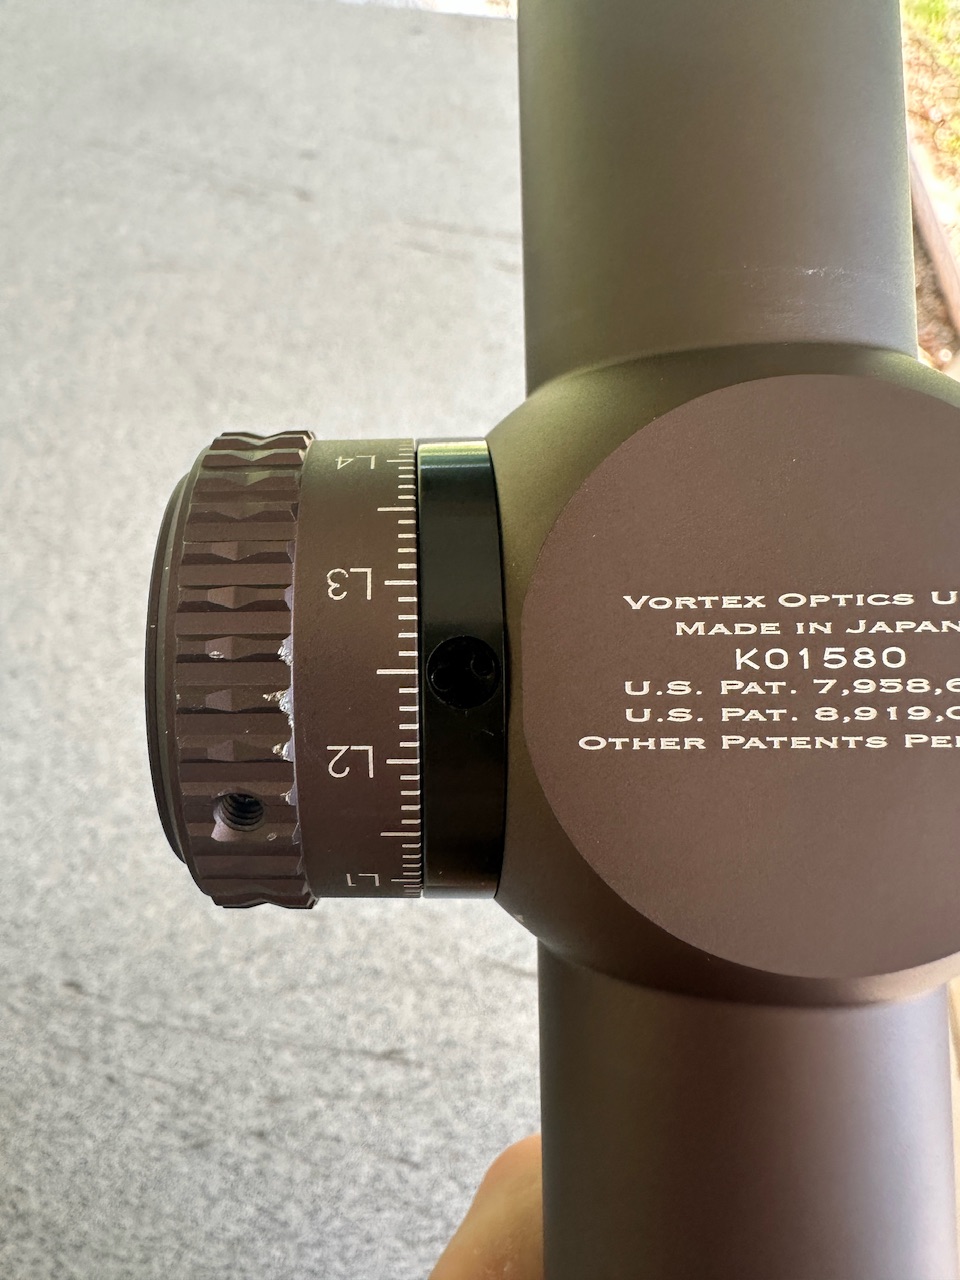 L4
L3
L2
L1
VORTEX OPTICS U
MADE IN JAPAN
K01580
U.S. PAT. 7,958,6
U.S. PAT. 8,919,0
OTHER PATENTS PE